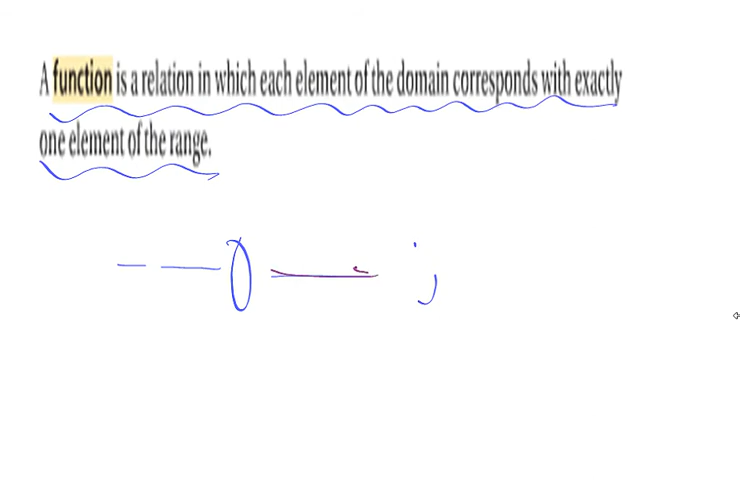 A function is a relation in which each element of the domain corresponds with exactly
one element of the range.